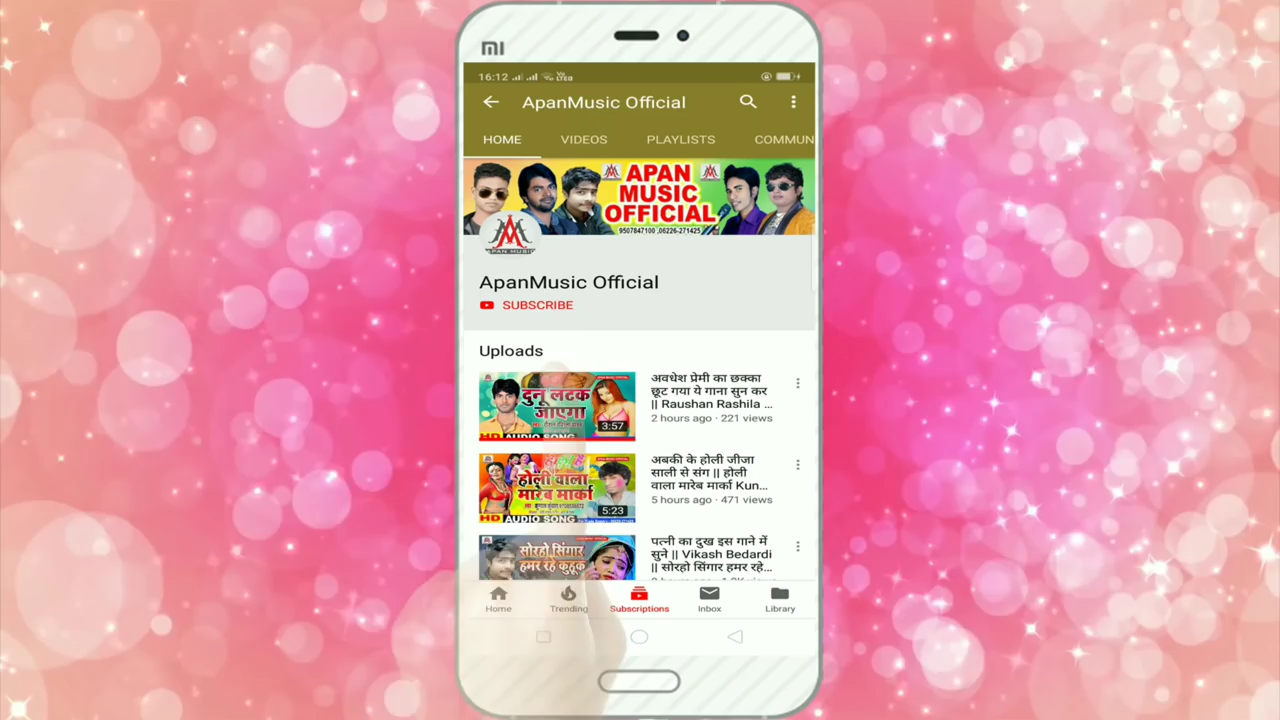 mi
16:12
ApanMusic Official
HOME VIDEOS PLAYLISTS COMMUN
APAN
MUSIC
OFFICIAL
9507847100 ,06226-271425
APAN MUSIC
ApanMusic Official
SUBSCRIBE
Uploads
दुनू लटक
जाएगा
3:57
HD AUDIO SONG
अवधेश प्रेमी का छक्का
छूट गया ये गाना सुन कर
|| Raushan Rashila ...
2 hours ago · 221 views
होली वाला
मारेब मार्का
5:23
HD AUDIO SONG
अबकी के होली जीजा
साली से संग || होली
वाला मारेब मार्का Kun...
5 hours ago · 471 views
सोरहो सिंगार
हमर रहे कुहूक
पत्नी का दुख इस गाने में
सुने || Vikash Bedardi
|| सोरहो सिंगार हमर रहे...
Home Trending Subscriptions Inbox Library